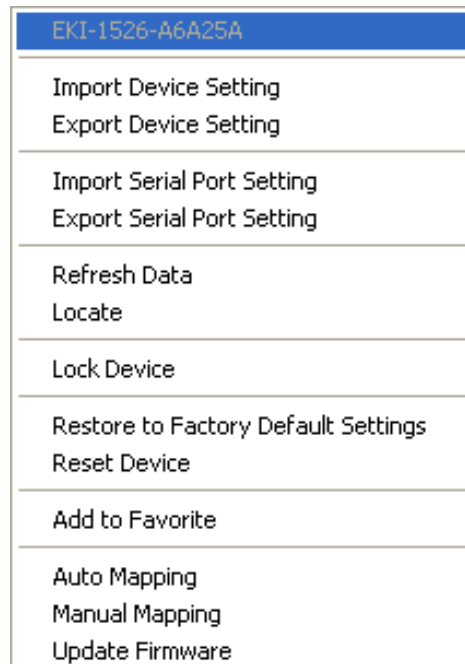 EKI-1526-A6A25A
Import Device Setting
Export Device Setting
Import Serial Port Setting
Export Serial Port Setting
Refresh Data
Locate
Lock Device
Restore to Factory Default Settings
Reset Device
Add to Favorite
Auto Mapping
Manual Mapping
Update Firmware